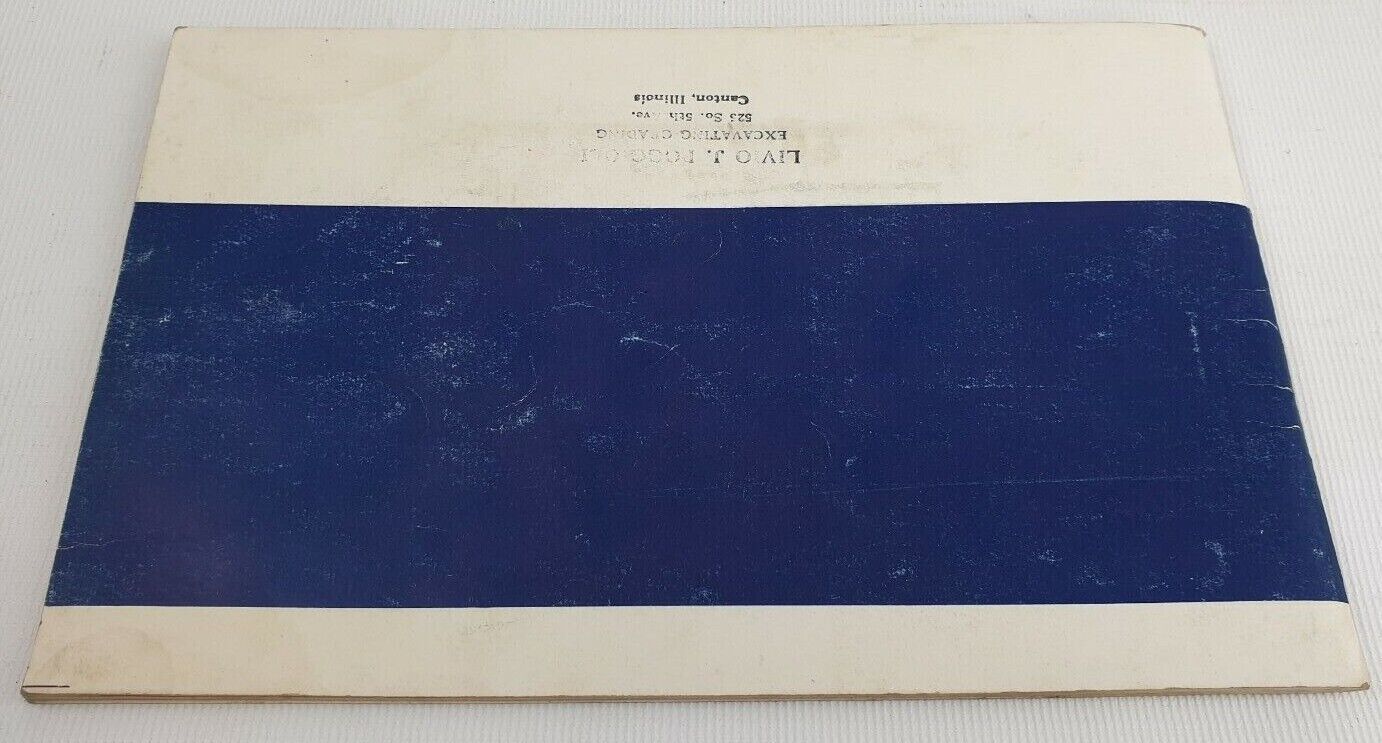 LIVIO J.
EXCAVATING GRADING
523 So. 5th Ave.
Canton, Illinois